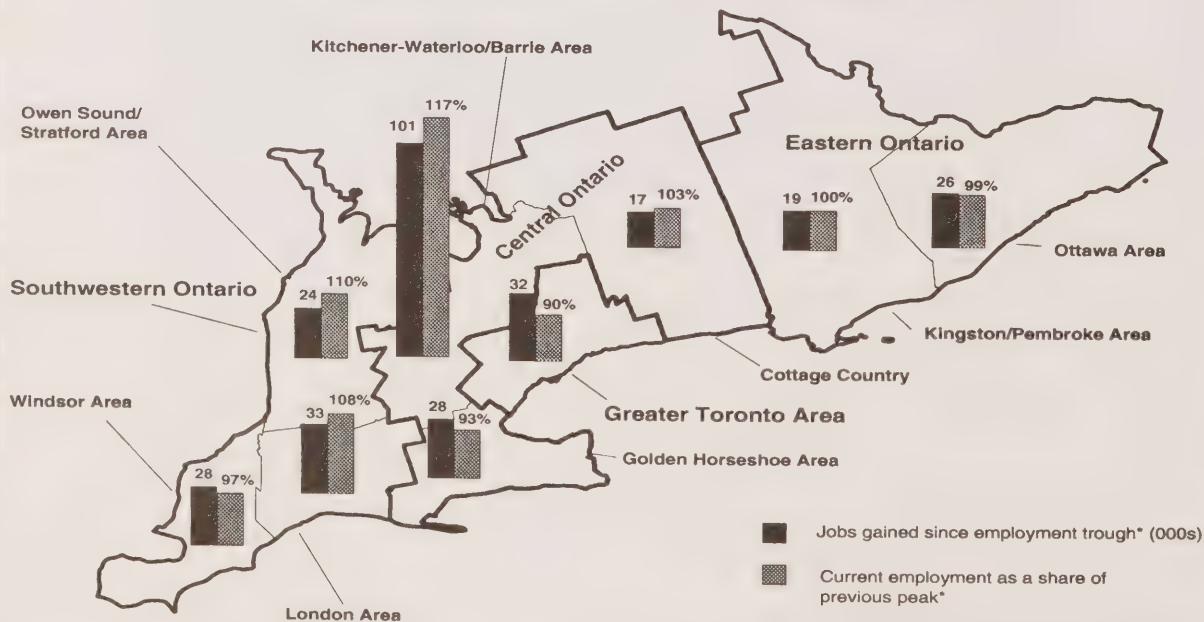 Kitchener-Waterloo/Barrie Area
Owen Sound/
Stratford Area
117%
101
Eastern Ontario
Central Ontario
17
103%
19
100%
26
99%
Ottawa Area
Southwestern Ontario
24
110%
32
90%
Kingston/Pembroke Area
Cottage Country
Windsor Area
33
108%
28
93%
Greater Toronto Area
Golden Horseshoe Area
28
97%
Jobs gained since employment trough* (000s)
Current employment as a share of
previous peak*
London Area